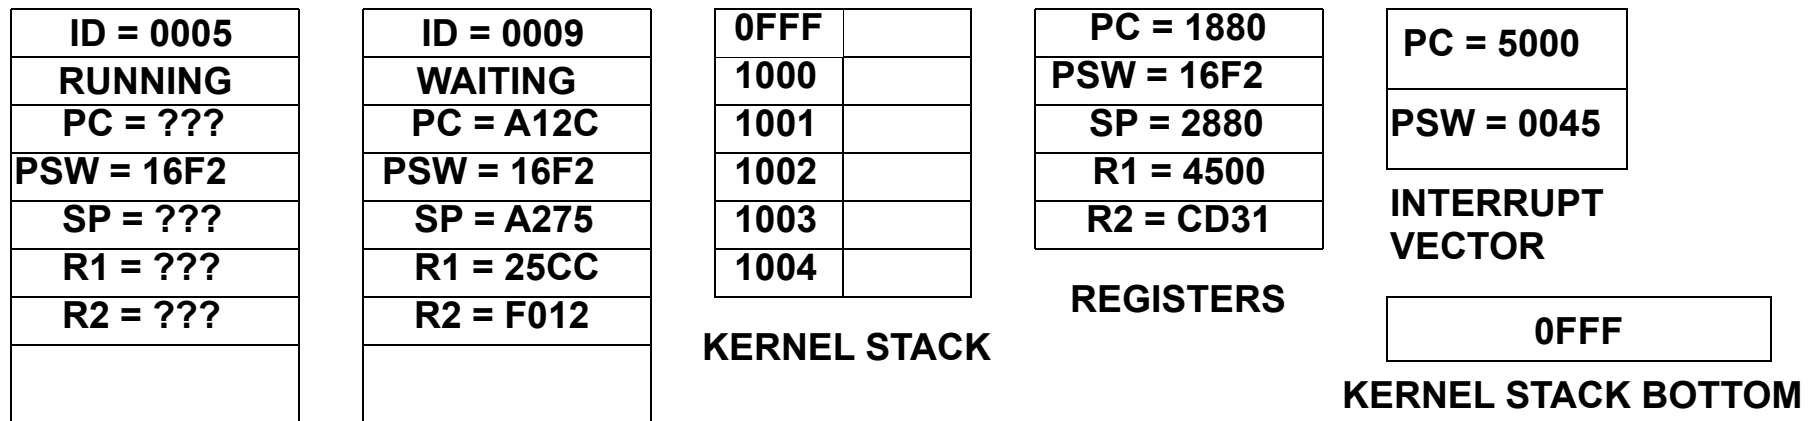 ID = 0005
RUNNING
PC = ???
PSW = 16F2
SP = ???
R1 = ???
R2 = ???
ID = 0009
WAITING
PC = A12C
PSW = 16F2
SP = A275
R1 = 25CC
R2 = F012
0FFF
1000
1001
1002
1003
1004
KERNEL STACK
PC = 1880
PSW = 16F2
SP = 2880
R1 = 4500
R2 = CD31
REGISTERS
PC = 5000
PSW = 0045
INTERRUPT
VECTOR
0FFF
KERNEL STACK BOTTOM